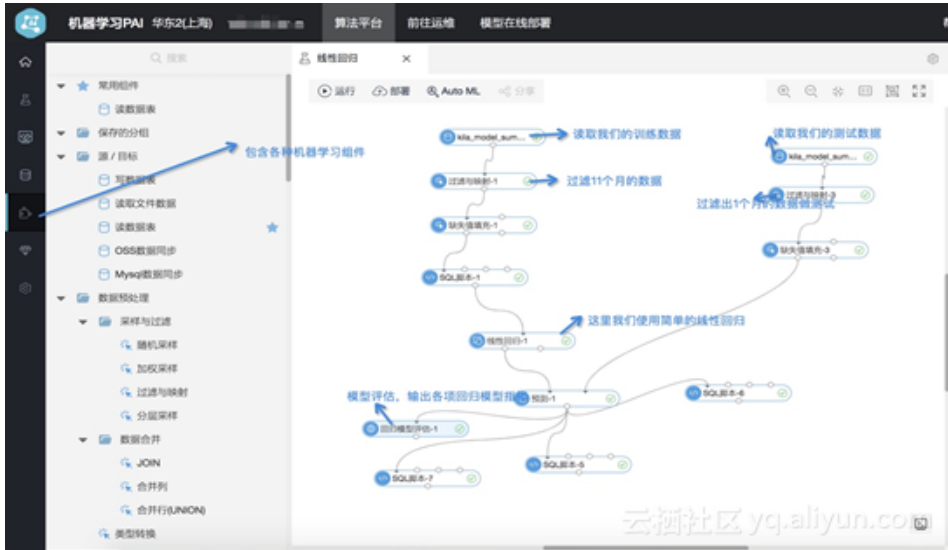 机器学习PAI 华东2(上海) 算法平台 前往运维 模型在线部署
搜索
线性回归
运行 部署 Auto ML 分享
常用组件
读数据表
保存的分组
源/目标
写数据表
读取文件数据
读数据表
OSS数据同步
Mysql数据同步
数据预处理
采样与过滤
随机采样
加权采样
过滤与映射
分层采样
数据合并
JOIN
合并列
合并行(UNION)
类型转换
包含各种机器学习组件
kila_model_sum...
读取我们的训练数据
过滤与映射-1
过滤11个月的数据
缺失值填充-1
SQL脚本-1
读取我们的测试数据
kila_model_sum...
过滤与映射-3
过滤出1个月的数据做测试
缺失值填充-3
这里我们使用简单的线性回归
线性回归-1
模型评估，输出各项回归模型指
预测-1
SQL脚本-6
回归模型评估-1
SQL脚本-5
SQL脚本-7
云栖社区 yq.aliyun.com